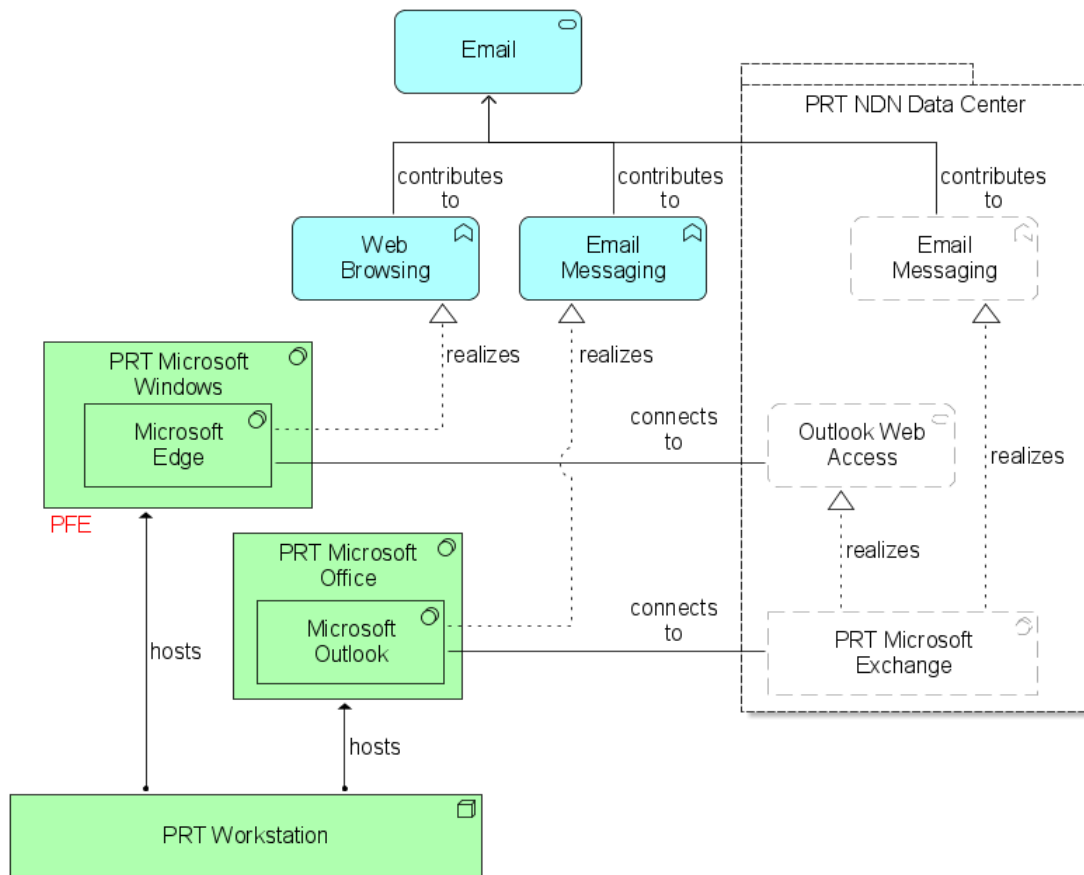 Email
PRT NDN Data Center
contributes
to
contributes
to
contributes
to
Web
Browsing
Email
Messaging
Email
Messaging
realizes
realizes
realizes
PRT Microsoft
Windows
Microsoft
Edge
PFE
connects
to
Outlook Web
Access
realizes
PRT Microsoft
Office
Microsoft
Outlook
connects
to
PRT Microsoft
Exchange
hosts
hosts
PRT Workstation